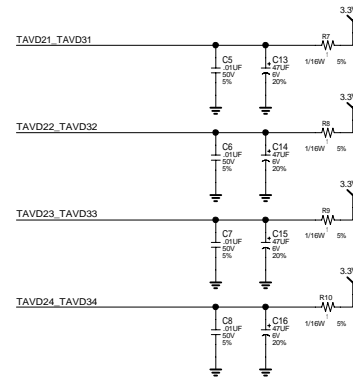 3.3V
TAVD21_TAVD31
R7
1/16W 1 5%
C5
.01UF
50V
5%
C13
47UF
6V
20%
3.3V
TAVD22_TAVD32
R8
1/16W 1 5%
C6
.01UF
50V
5%
C14
47UF
6V
20%
3.3V
TAVD23_TAVD33
R9
1/16W 1 5%
C7
.01UF
50V
5%
C15
47UF
6V
20%
3.3V
TAVD24_TAVD34
R10
1/16W 1 5%
C8
.01UF
50V
5%
C16
47UF
6V
20%